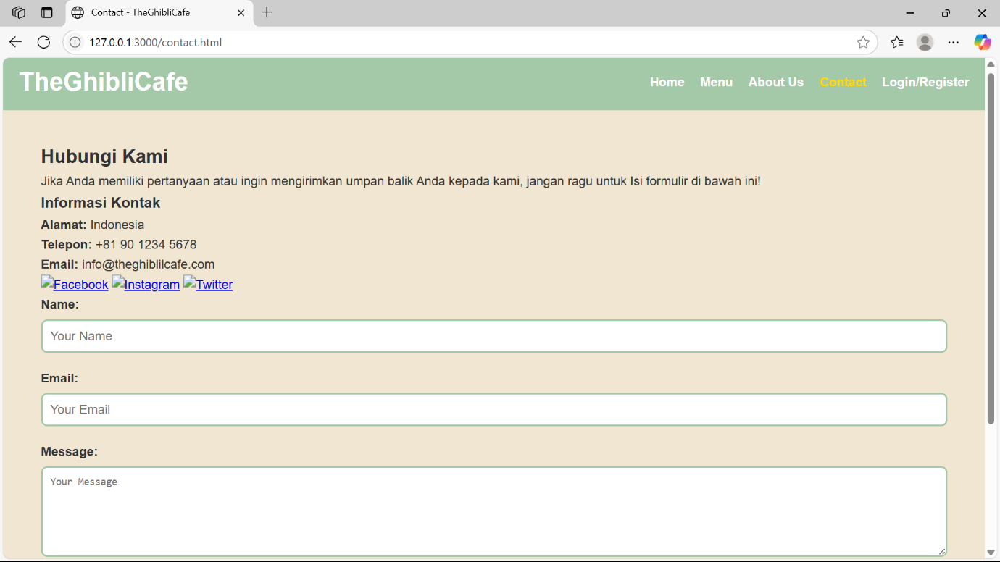 Contact - TheGhibliCafe
127.0.0.1:3000/contact.html
TheGhibliCafe
Home Menu About Us Contact Login/Register
Hubungi Kami
Jika Anda memiliki pertanyaan atau ingin mengirimkan umpan balik Anda kepada kami, jangan ragu untuk Isi formulir di bawah ini!
Informasi Kontak
Alamat: Indonesia
Telepon: +81 90 1234 5678
Email: info@theghiblilcafe.com
Facebook Instagram Twitter
Name:
Your Name
Email:
Your Email
Message:
Your Message